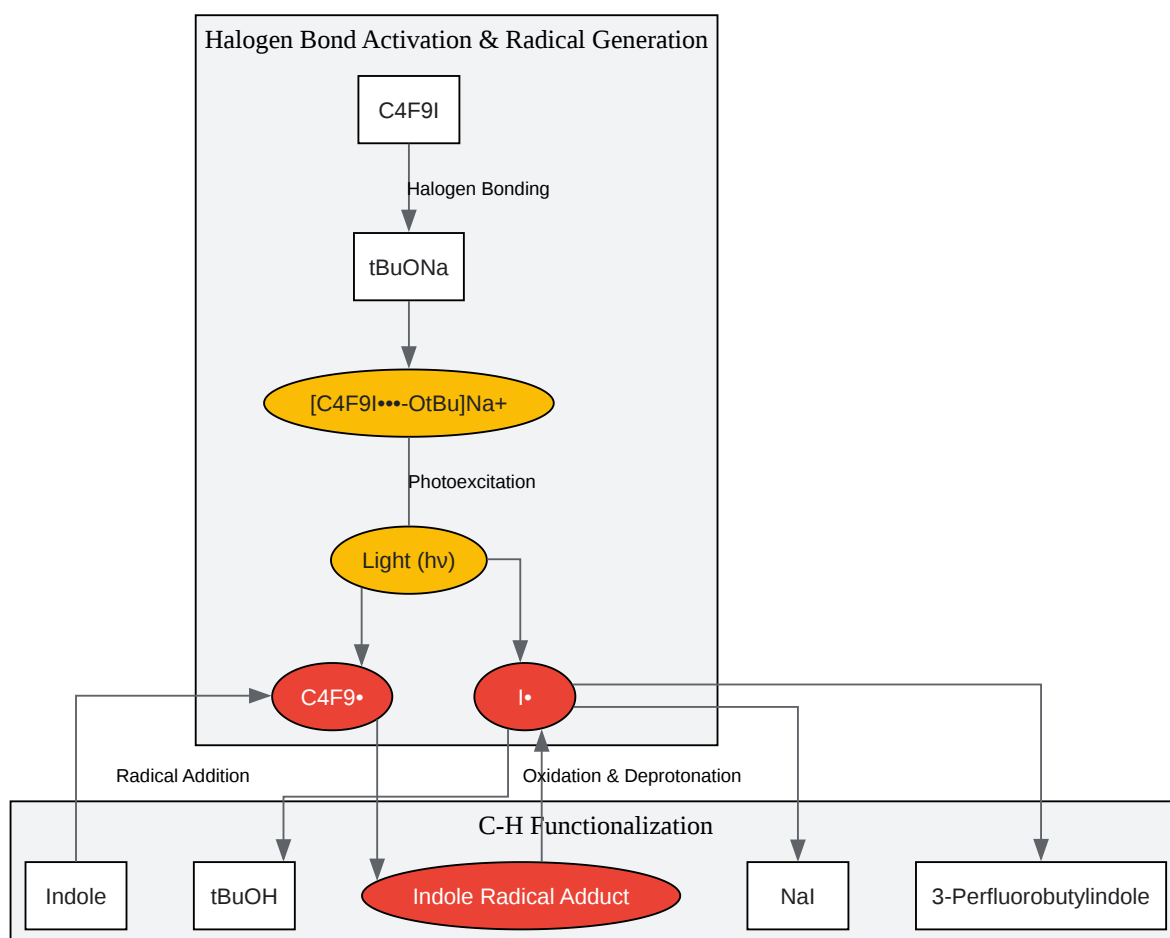 Halogen Bond Activation & Radical Generation
C4F9I
Halogen Bonding
tBuONa
[C4F9I•••-OtBu]Na+
Photoexcitation
Light (hν)
C4F9•
I•
Radical Addition
Oxidation & Deprotonation
C-H Functionalization
Indole
tBuOH
Indole Radical Adduct
NaI
3-Perfluorobutylindole